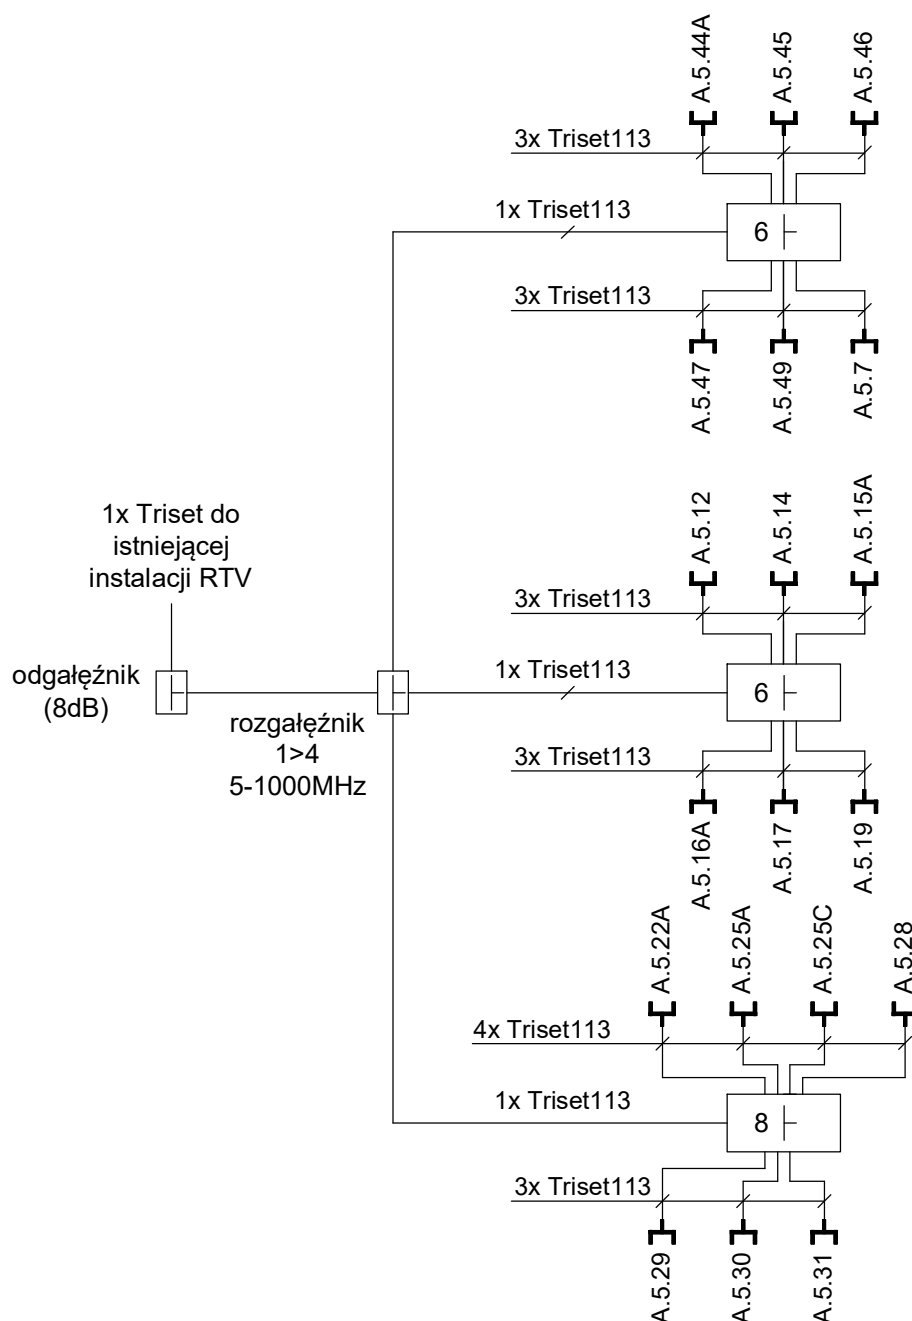 A.5.44A
A.5.45
A.5.46
3x Triset113
1x Triset113
6
3x Triset113
A.5.47
A.5.49
A.5.7
1x Triset do
istniejącej
instalacji RTV
odgałęźnik
(8dB)
rozgałęźnik
1>4
5-1000MHz
A.5.12
A.5.14
A.5.15A
3x Triset113
1x Triset113
6
3x Triset113
A.5.16A
A.5.17
A.5.19
A.5.22A
A.5.25A
A.5.25C
A.5.28
4x Triset113
1x Triset113
8
3x Triset113
A.5.29
A.5.30
A.5.31